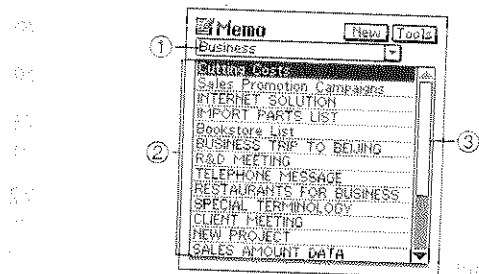 Memo New Tools
① Business
Cutting Costs
Sales Promotion Campaigns
INTERNET SOLUTION
IMPORT PARTS LIST
Bookstore List
BUSINESS TRIP TO BEIJING
③
② R&D MEETING
TELEPHONE MESSAGE
RESTAURANTS FOR BUSINESS
SPECIAL TERMINOLOGY
CLIENT MEETING
NEW PROJECT
SALES AMOUNT DATA